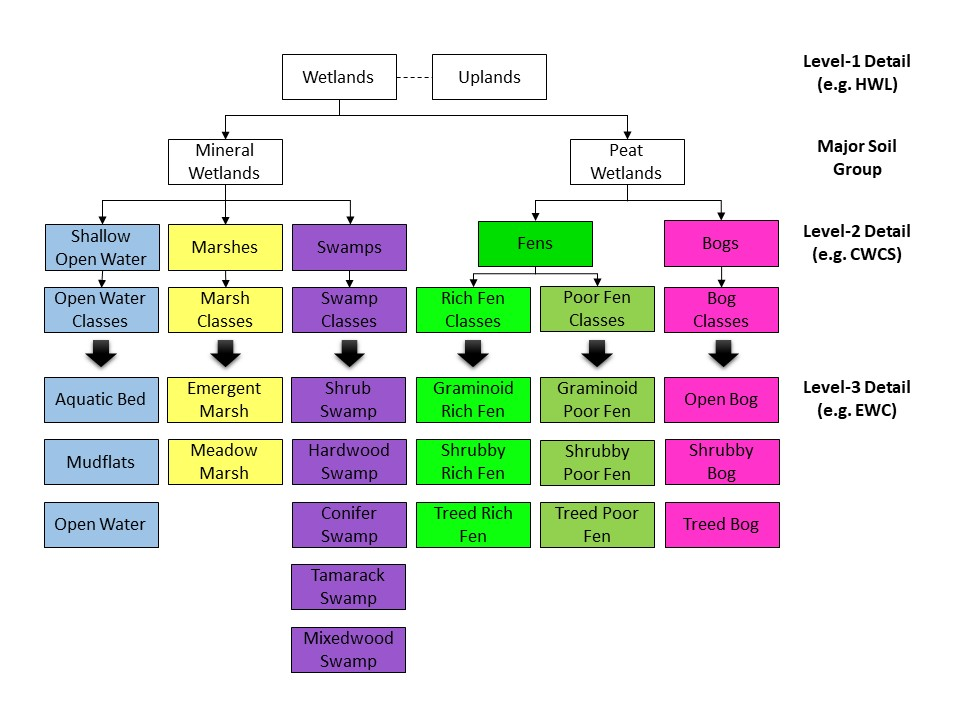 Wetlands
Uplands
Level-1 Detail
(e.g. HWL)
Mineral
Wetlands
Peat
Wetlands
Major Soil
Group
Shallow
Open Water
Marshes
Swamps
Fens
Bogs
Level-2 Detail
(e.g. CWCS)
Open Water
Classes
Marsh
Classes
Swamp
Classes
Rich Fen
Classes
Poor Fen
Classes
Bog
Classes
Aquatic Bed
Emergent
Marsh
Shrub
Swamp
Graminoid
Rich Fen
Graminoid
Poor Fen
Open Bog
Level-3 Detail
(e.g. EWC)
Mudflats
Meadow
Marsh
Hardwood
Swamp
Shrubby
Rich Fen
Shrubby
Poor Fen
Shrubby
Bog
Open Water
Conifer
Swamp
Treed Rich
Fen
Treed Poor
Fen
Treed Bog
Tamarack
Swamp
Mixedwood
Swamp